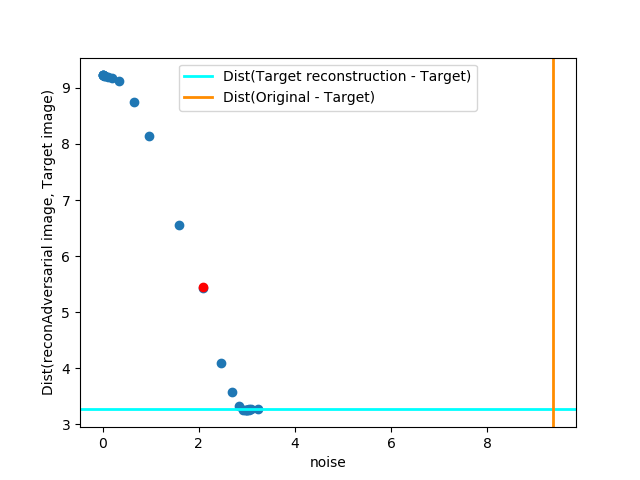 Dist(Target reconstruction - Target)
Dist(Original - Target)
Dist(reconAdversarial image, Target image)
9
8
7
6
5
4
3
0 2 4 6 8
noise